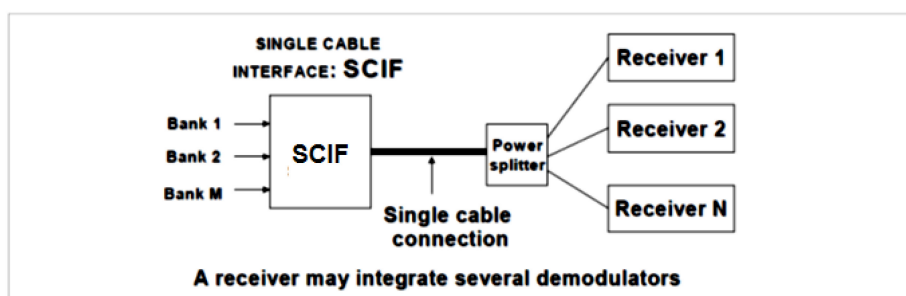 SINGLE CABLE
INTERFACE: SCIF
Bank 1
Bank 2
Bank M
SCIF
Power
splitter
Receiver 1
Receiver 2
Receiver N
Single cable
connection
A receiver may integrate several demodulators